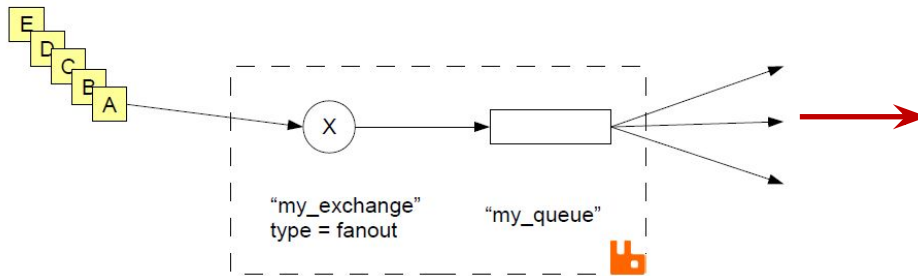 E
D
C
B
A
X
“my_exchange”
type = fanout
“my_queue”